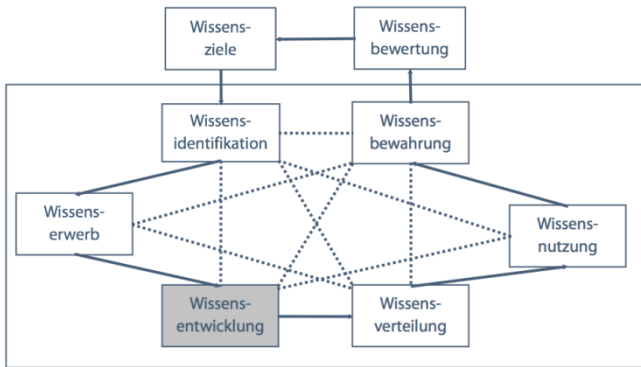 Wissens-
ziele
Wissens-
bewertung
Wissens-
identifikation
Wissens-
bewahrung
Wissens-
erwerb
Wissens-
nutzung
Wissens-
entwicklung
Wissens-
verteilung